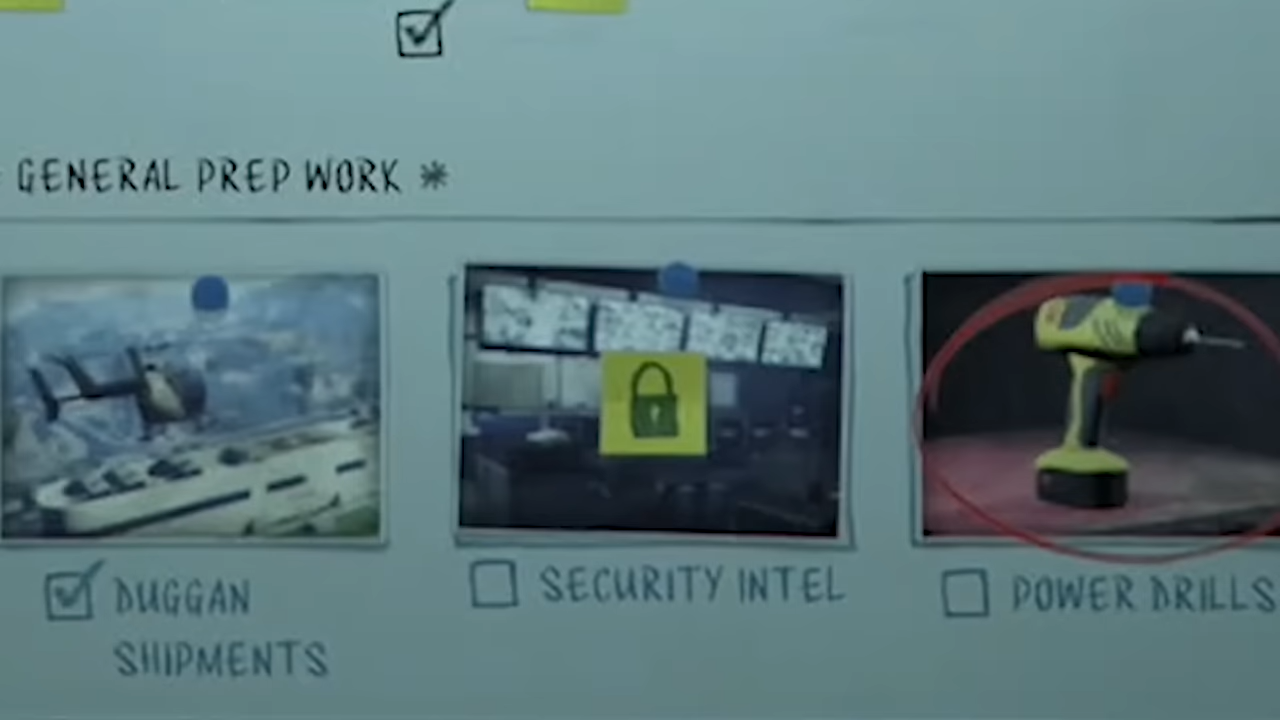 GENERAL PREP WORK *
DUGGAN
SHIPMENTS
SECURITY INTEL
POWER DRILLS